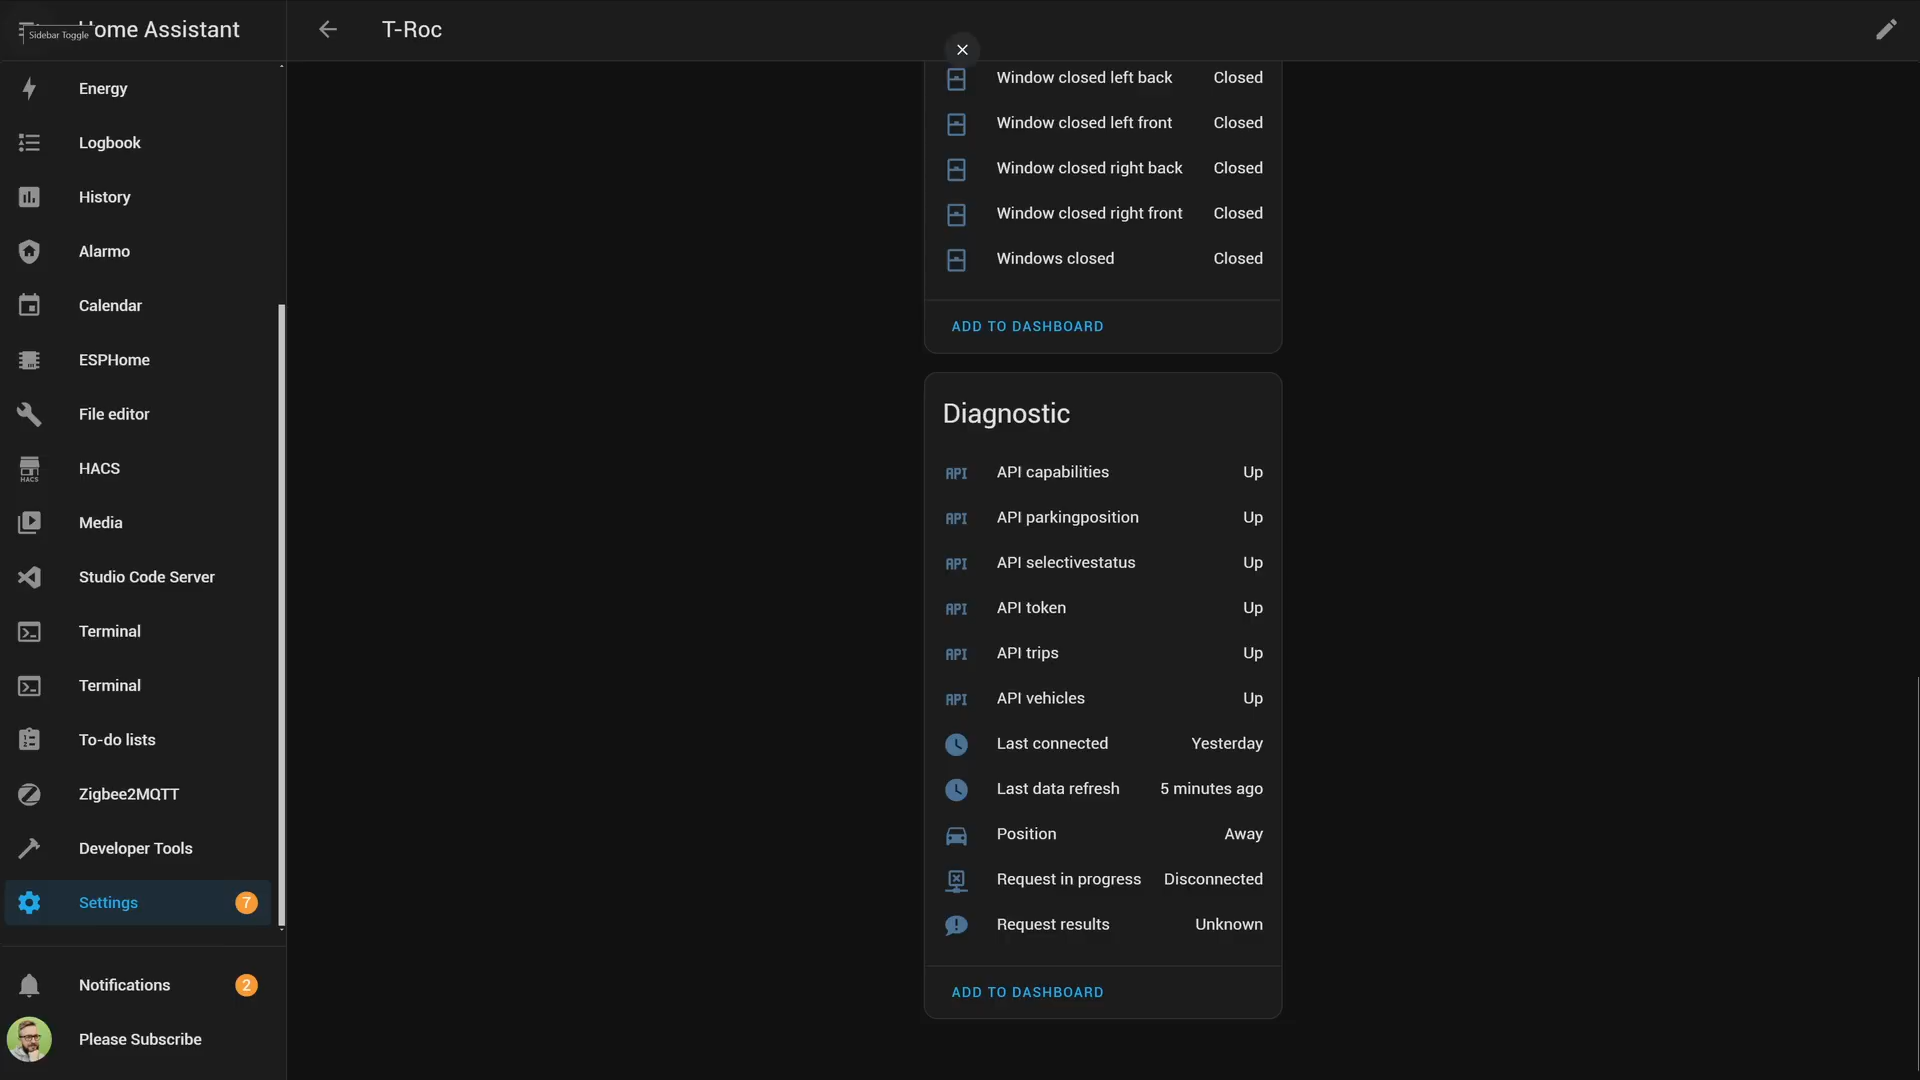 Home Assistant
Sidebar Toggle
T-Roc
Energy
Logbook
History
Alarmo
Calendar
ESPHome
File editor
HACS
HACS
Media
Studio Code Server
Terminal
Terminal
To-do lists
Zigbee2MQTT
Developer Tools
Settings 7
Notifications 2
Please Subscribe
Window closed left back Closed
Window closed left front Closed
Window closed right back Closed
Window closed right front Closed
Windows closed Closed
ADD TO DASHBOARD
Diagnostic
API API capabilities Up
API API parkingposition Up
API API selectivestatus Up
API API token Up
API API trips Up
API API vehicles Up
Last connected Yesterday
Last data refresh 5 minutes ago
Position Away
Request in progress Disconnected
Request results Unknown
ADD TO DASHBOARD